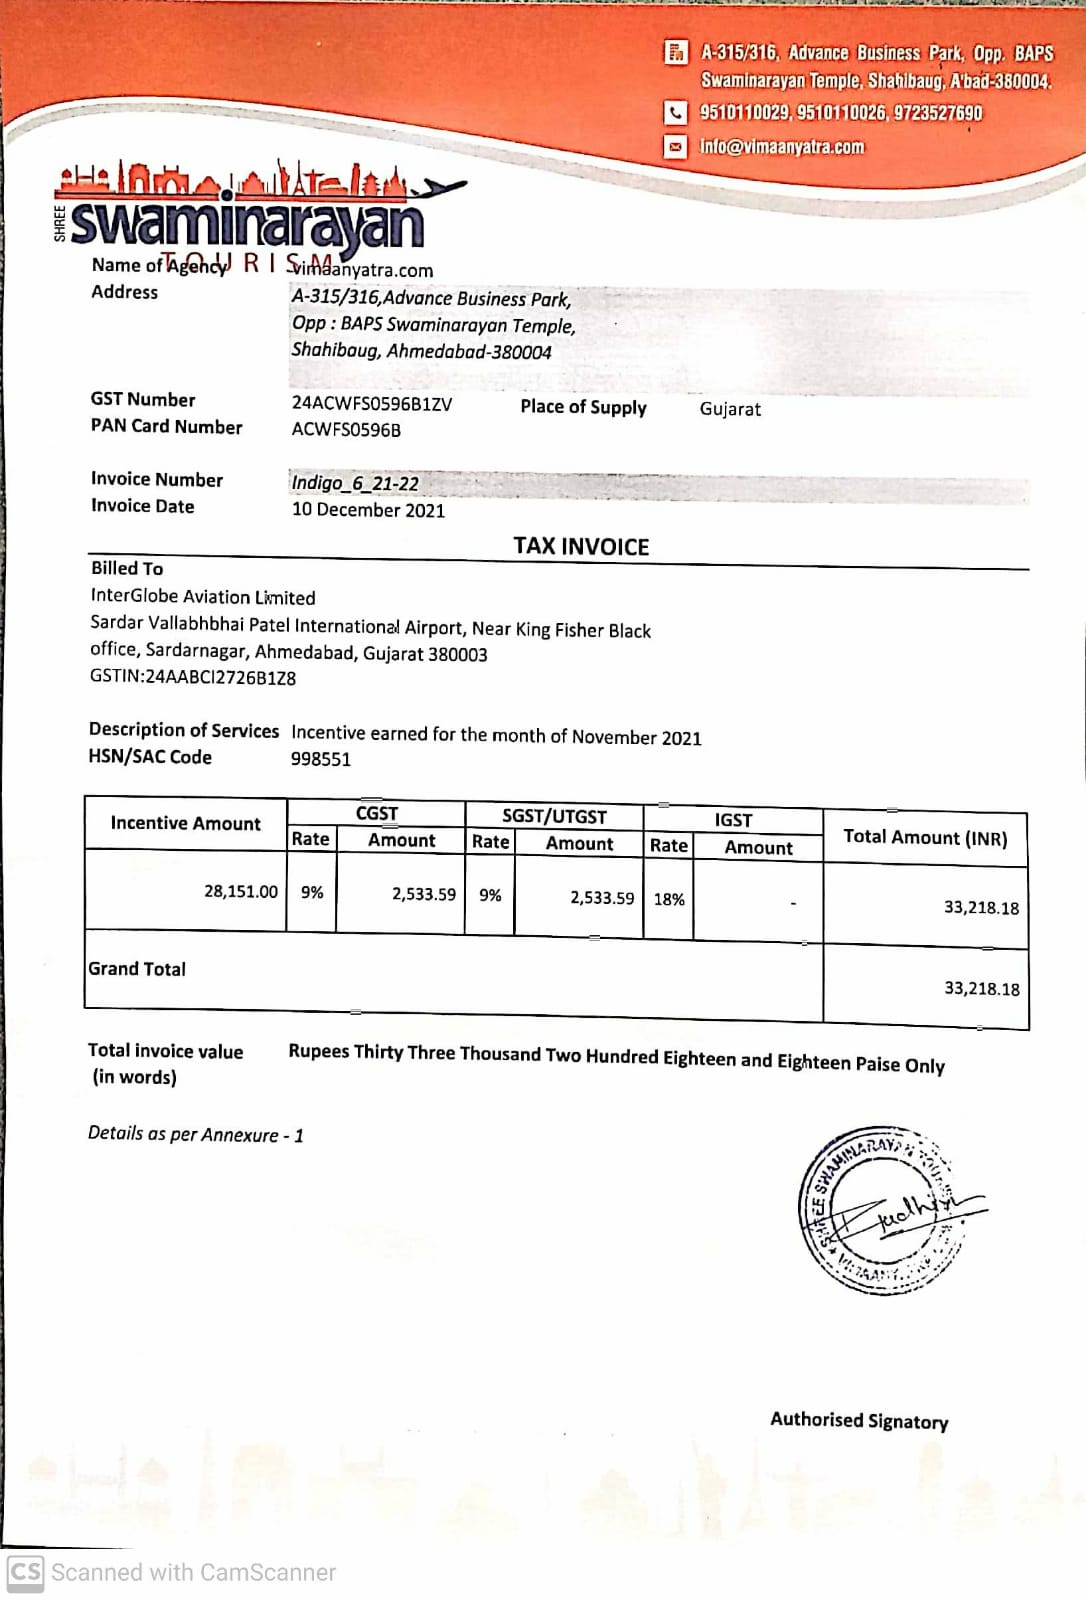 A-315/316, Advance Business Park, Opp. BAPS
Swaminarayan Temple, Shahibaug, A'bad-380004.
9510110029, 9510110026, 9723527690
info@vimaanyatra.com
SHREE swaminarayan
TOURISM
Name of Agency vimaanyatra.com
Address A-315/316,Advance Business Park,
Opp : BAPS Swaminarayan Temple,
Shahibaug, Ahmedabad-380004
GST Number 24ACWFS0596B1ZV Place of Supply Gujarat
PAN Card Number ACWFS0596B
Invoice Number Indigo_6_21-22
Invoice Date 10 December 2021
TAX INVOICE
Billed To
InterGlobe Aviation Limited
Sardar Vallabhbhai Patel International Airport, Near King Fisher Black
office, Sardarnagar, Ahmedabad, Gujarat 380003
GSTIN:24AABCI2726B1Z8
Description of Services Incentive earned for the month of November 2021
HSN/SAC Code 998551
Incentive Amount CGST SGST/UTGST IGST Total Amount (INR)
Rate Amount Rate Amount Rate Amount
28,151.00 9% 2,533.59 9% 2,533.59 18% - 33,218.18
Grand Total 33,218.18
Total invoice value Rupees Thirty Three Thousand Two Hundred Eighteen and Eighteen Paise Only
(in words)
Details as per Annexure - 1
SHREE SWAMINARAYAN
Authorised Signatory
CS Scanned with CamScanner